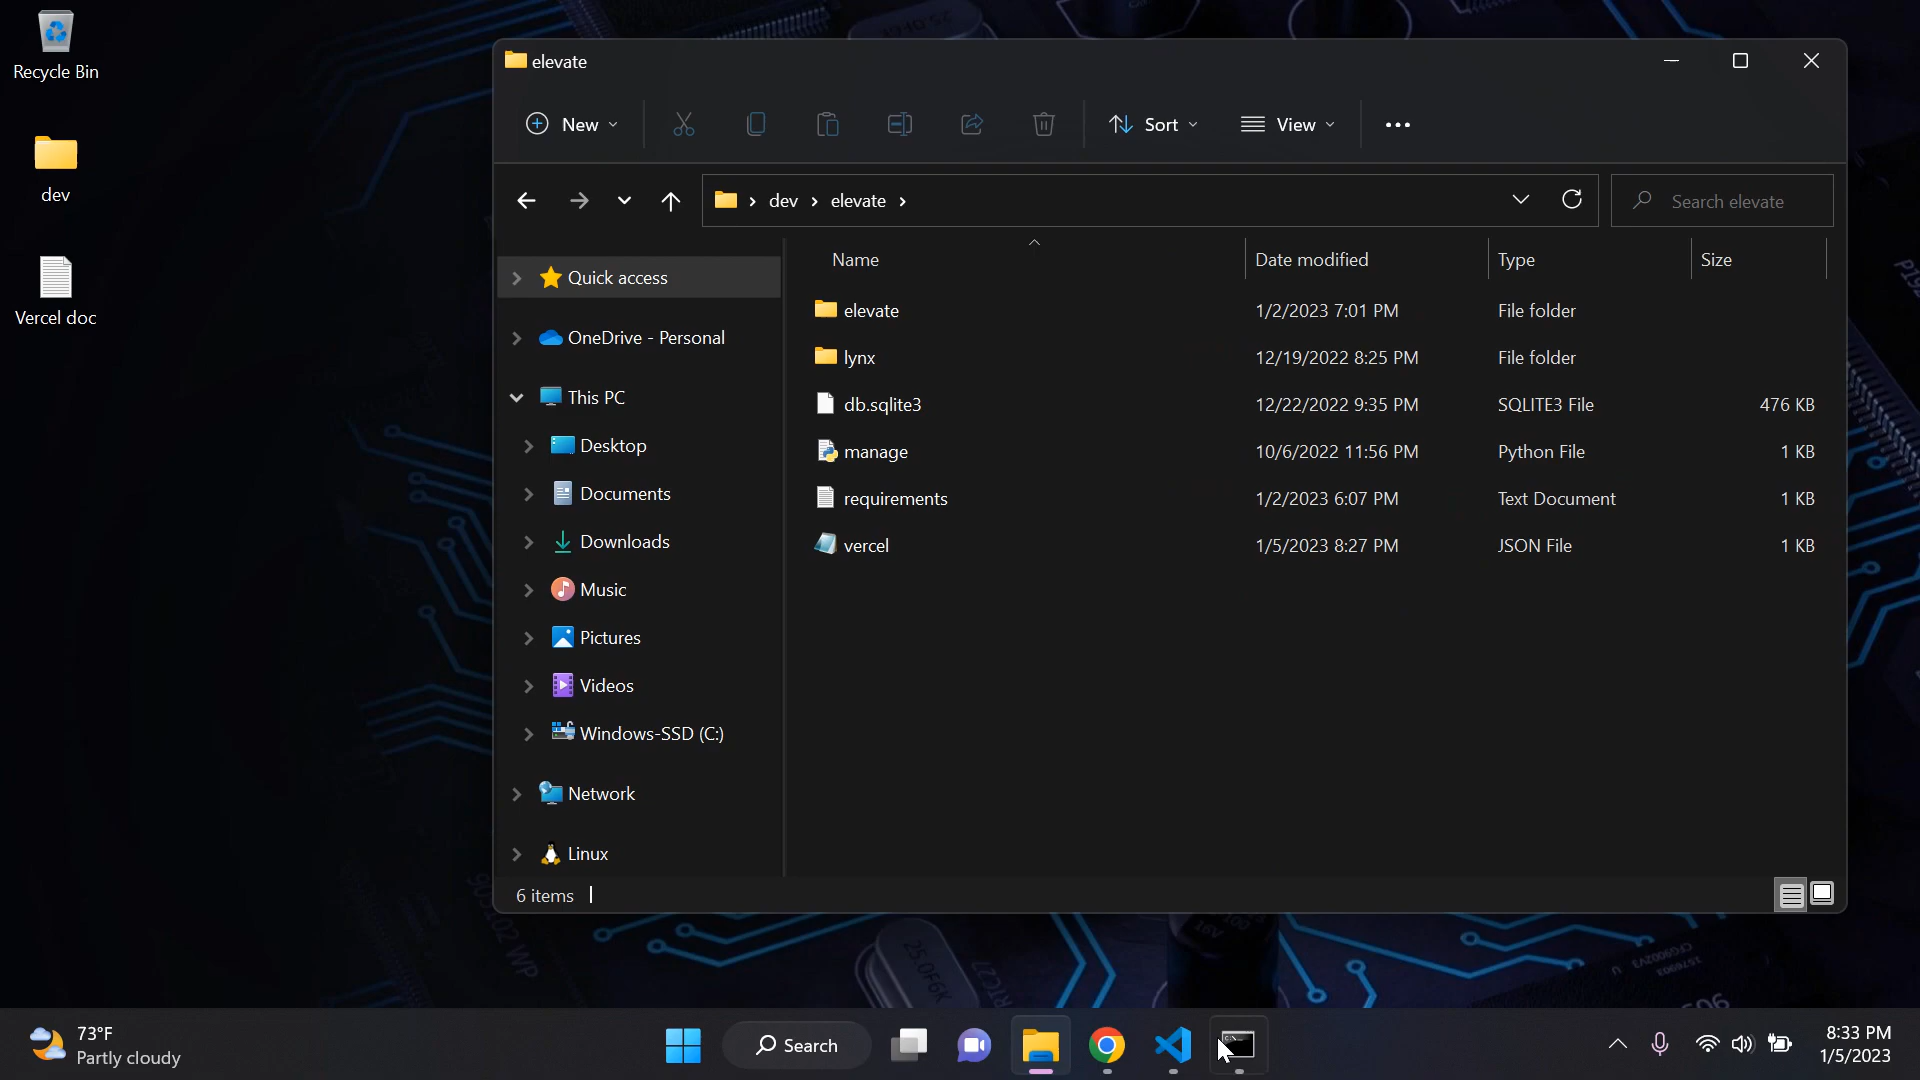 Recycle Bin
dev
Vercel doc
elevate
New
Sort
View
dev
elevate
Search elevate
Quick access
OneDrive - Personal
This PC
Desktop
Documents
Downloads
Music
Pictures
Videos
Windows-SSD (C:)
Network
Linux
Name Date modified Type Size
elevate 1/2/2023 7:01 PM File folder
lynx 12/19/2022 8:25 PM File folder
db.sqlite3 12/22/2022 9:35 PM SQLITE3 File 476 KB
manage 10/6/2022 11:56 PM Python File 1 KB
requirements 1/2/2023 6:07 PM Text Document 1 KB
vercel 1/5/2023 8:27 PM JSON File 1 KB
6 items
73°F
Partly cloudy
Search
8:33 PM
1/5/2023